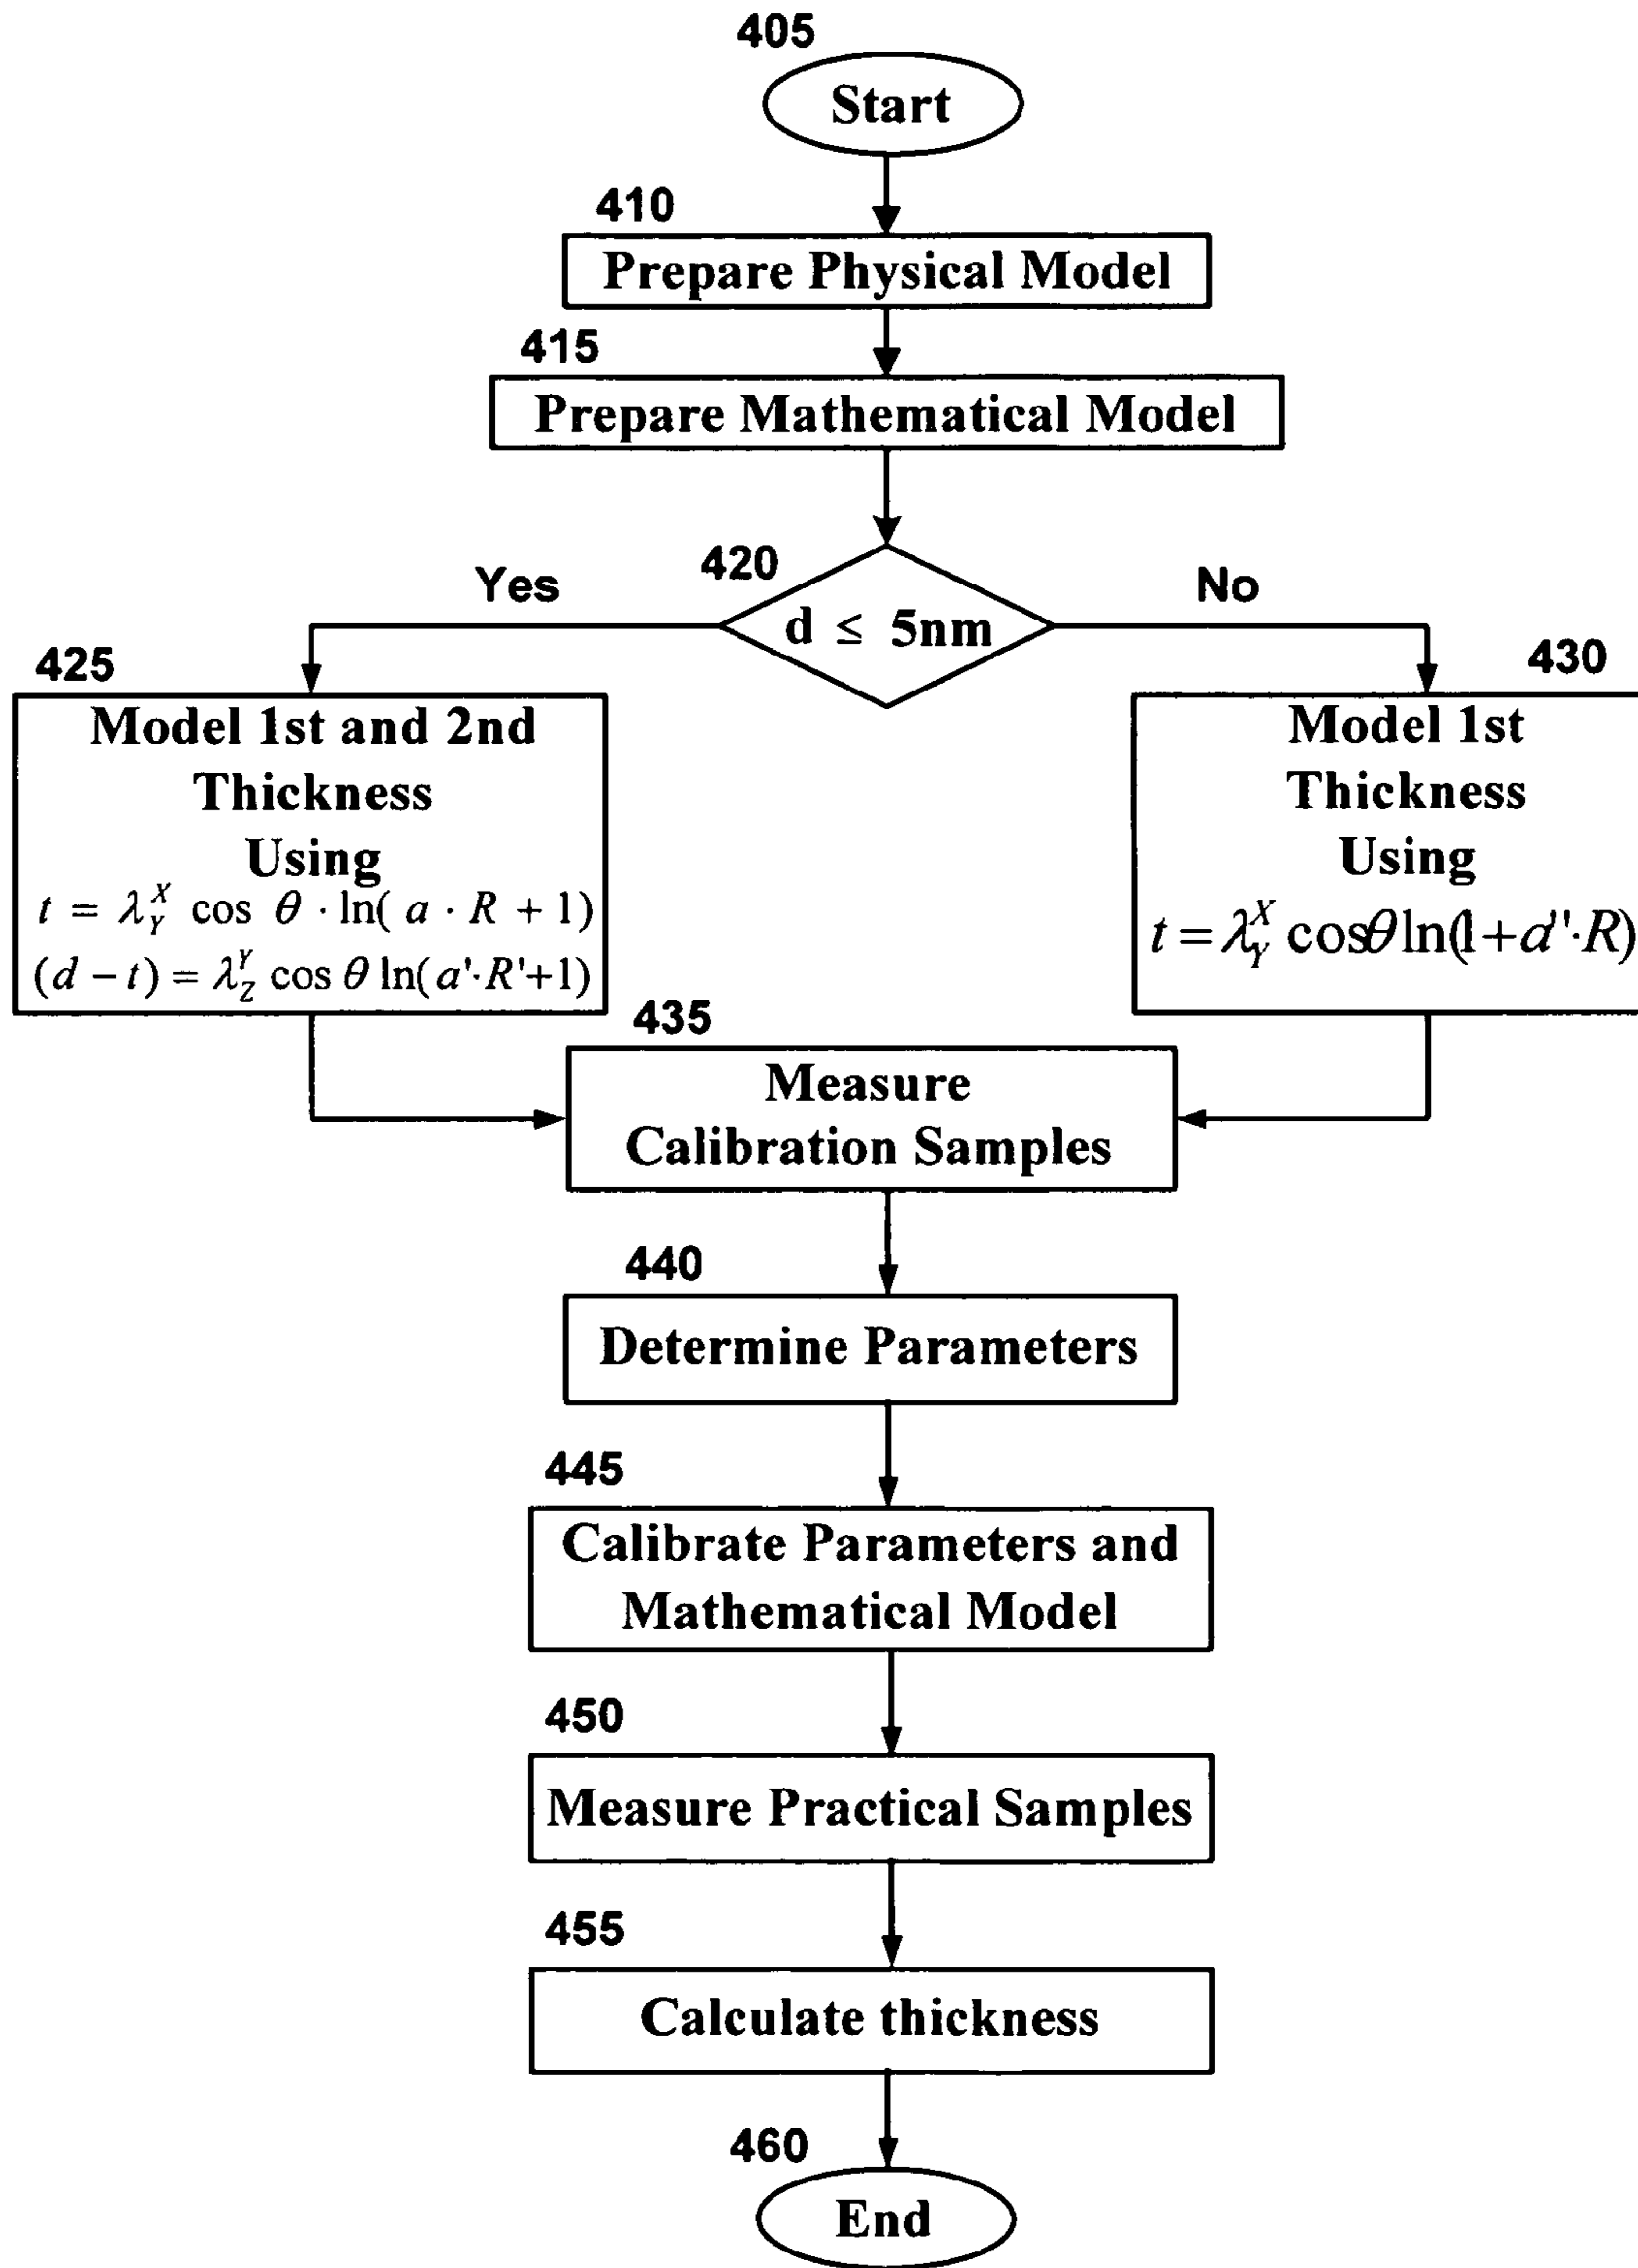 405
Start
410
Prepare Physical Model
415
Prepare Mathematical Model
420
d ≤ 5nm
Yes
No
425
Model 1st and 2nd
Thickness
Using
t = λ_Y^X cos θ · ln( a · R + 1)
(d − t) = λ_Z^Y cos θ ln(a'·R'+1)
430
Model 1st
Thickness
Using
t = λ_Y^X cosθ ln(1+d''·R)
435
Measure
Calibration Samples
440
Determine Parameters
445
Calibrate Parameters and
Mathematical Model
450
Measure Practical Samples
455
Calculate thickness
460
End